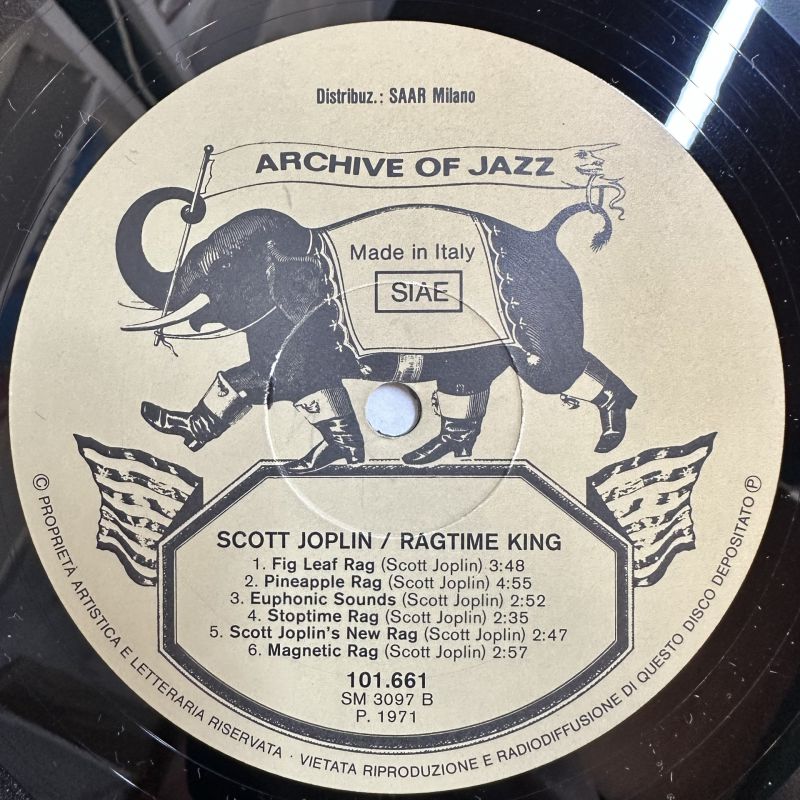 Distribuz.: SAAR Milano
ARCHIVE OF JAZZ
Made in Italy
SIAE
SCOTT JOPLIN / RAGTIME KING
1. Fig Leaf Rag (Scott Joplin) 3:48
2. Pineapple Rag (Scott Joplin) 4:55
3. Euphonic Sounds (Scott Joplin) 2:52
4. Stoptime Rag (Scott Joplin) 2:35
5. Scott Joplin's New Rag (Scott Joplin) 2:47
6. Magnetic Rag (Scott Joplin) 2:57
101.661
SM 3097 B
P. 1971
© PROPRIETÀ ARTISTICA E LETTERARIA RISERVATA · VIETATA RIPRODUZIONE E RADIODIFFUSIONE DI QUESTO DISCO DEPOSITATO ℗